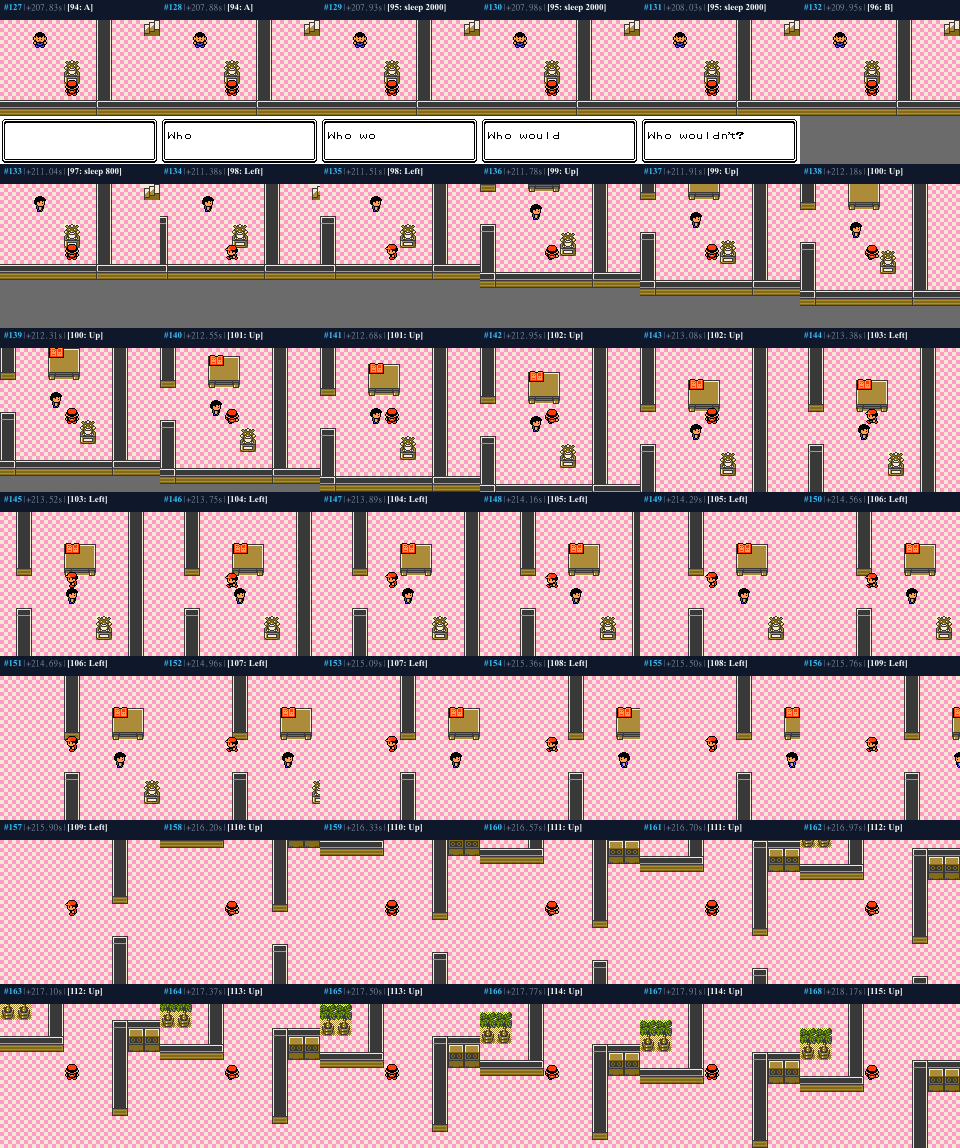 #127 |+207.83s| [94: A]
#128 |+207.88s| [94: A]
#129 |+207.93s| [95: sleep 2000]
#130 |+207.98s| [95: sleep 2000]
#131 |+208.03s| [95: sleep 2000]
#132 |+209.95s| [96: B]
Who
Who wo
Who would
Who wouldn't?
#133 |+211.04s| [97: sleep 800]
#134 |+211.38s| [98: Left]
#135 |+211.51s| [98: Left]
#136 |+211.78s| [99: Up]
#137 |+211.91s| [99: Up]
#138 |+212.18s| [100: Up]
#139 |+212.31s| [100: Up]
#140 |+212.55s| [101: Up]
#141 |+212.68s| [101: Up]
#142 |+212.95s| [102: Up]
#143 |+213.08s| [102: Up]
#144 |+213.38s| [103: Left]
#145 |+213.52s| [103: Left]
#146 |+213.75s| [104: Left]
#147 |+213.89s| [104: Left]
#148 |+214.16s| [105: Left]
#149 |+214.29s| [105: Left]
#150 |+214.56s| [106: Left]
#151 |+214.69s| [106: Left]
#152 |+214.96s| [107: Left]
#153 |+215.09s| [107: Left]
#154 |+215.36s| [108: Left]
#155 |+215.50s| [108: Left]
#156 |+215.76s| [109: Left]
#157 |+215.90s| [109: Left]
#158 |+216.20s| [110: Up]
#159 |+216.33s| [110: Up]
#160 |+216.57s| [111: Up]
#161 |+216.70s| [111: Up]
#162 |+216.97s| [112: Up]
#163 |+217.10s| [112: Up]
#164 |+217.37s| [113: Up]
#165 |+217.50s| [113: Up]
#166 |+217.77s| [114: Up]
#167 |+217.91s| [114: Up]
#168 |+218.17s| [115: Up]